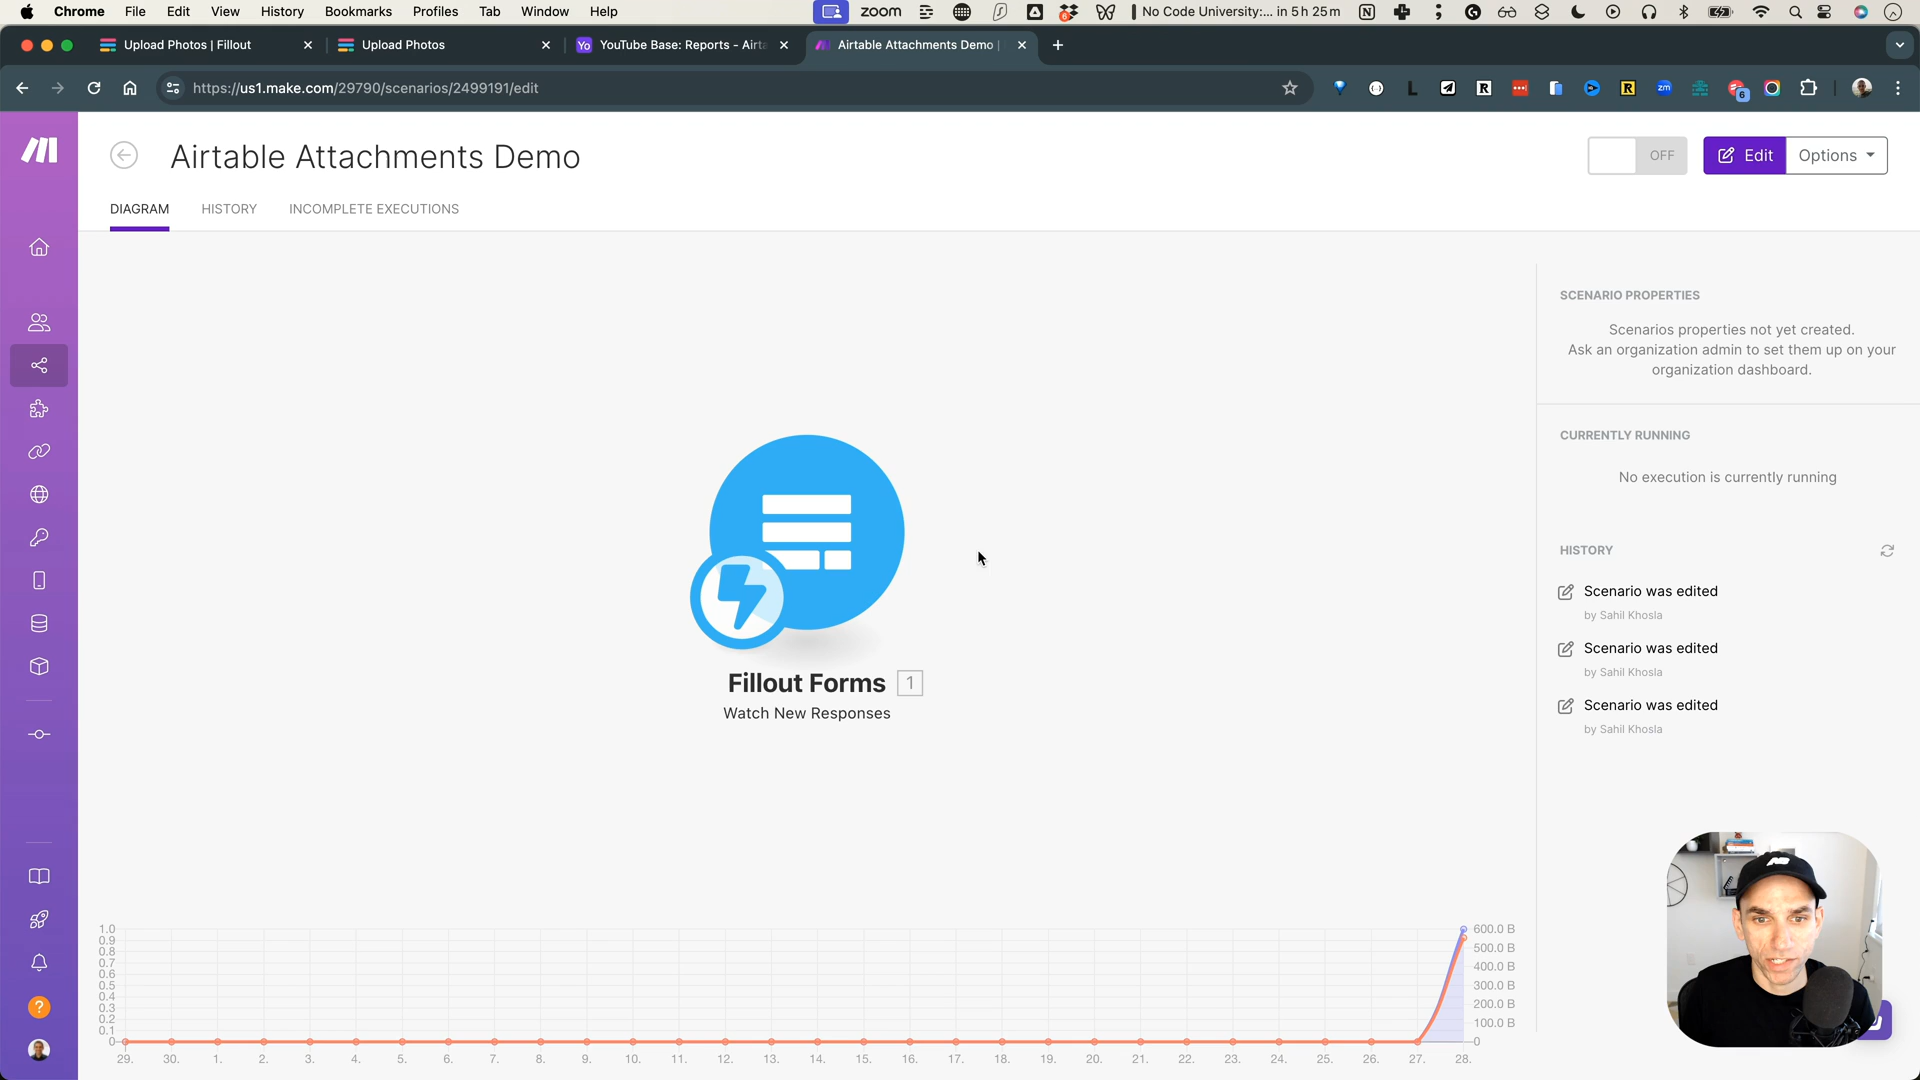 Chrome File Edit View History Bookmarks Profiles Tab Window Help
zoom
No Code University:... in 5 h 25 m
Upload Photos | Fillout
Upload Photos
Yo YouTube Base: Reports - Airta
Airtable Attachments Demo |
https://us1.make.com/29790/scenarios/2499191/edit
6
Airtable Attachments Demo
OFF
Edit
Options
DIAGRAM
HISTORY
INCOMPLETE EXECUTIONS
Fillout Forms 1
Watch New Responses
SCENARIO PROPERTIES
Scenarios properties not yet created.
Ask an organization admin to set them up on your
organization dashboard.
CURRENTLY RUNNING
No execution is currently running
HISTORY
Scenario was edited
by Sahil Khosla
Scenario was edited
by Sahil Khosla
Scenario was edited
by Sahil Khosla
1.0
0.9
0.8
0.7
0.6
0.5
0.4
0.3
0.2
0.1
0
600.0 B
500.0 B
400.0 B
300.0 B
200.0 B
100.0 B
0
29. 30. 1. 2. 3. 4. 5. 6. 7. 8. 9. 10. 11. 12. 13. 14. 15. 16. 17. 18. 19. 20. 21. 22. 23. 24. 25. 26. 27. 28.